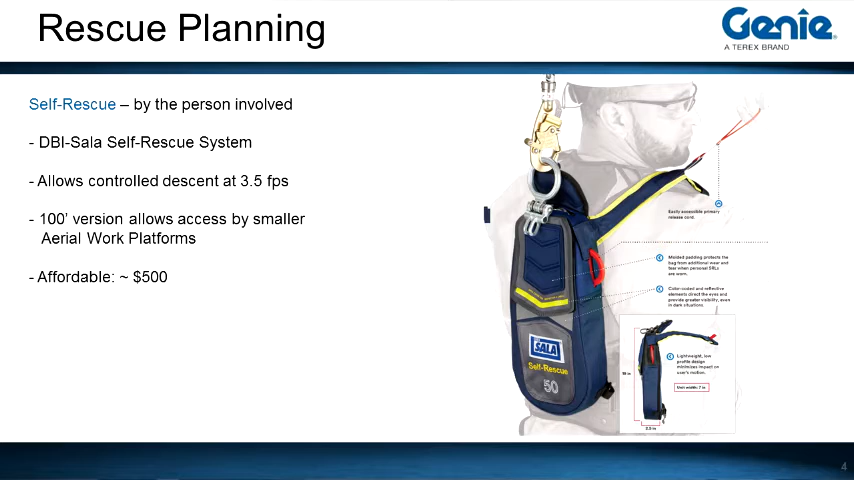 Rescue Planning
Genie
A TEREX BRAND
Self-Rescue – by the person involved
- DBI-Sala Self-Rescue System
- Allows controlled descent at 3.5 fps
- 100’ version allows access by smaller
Aerial Work Platforms
- Affordable: ~ $500
Easily accessible primary
release cord.
Molded padding protects the
bag from additional wear and
tear when personal SRLs
are worn.
Color-coated and reflective
elements direct the eyes and
provide greater visibility, even
in dark situations.
SALA
Self-Rescue
50
Lightweight, low
profile design
minimizes impact on
user's motion.
Unit width: 7 in
4